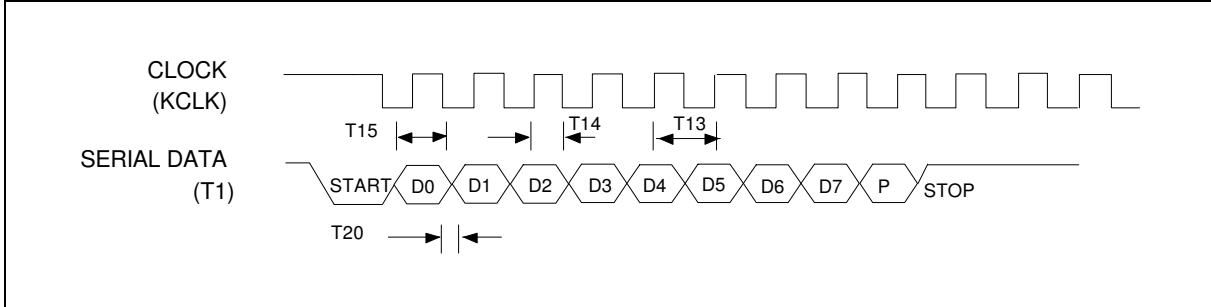 CLOCK
(KCLK)
T15
T14
T13
SERIAL DATA
(T1)
START
D0
D1
D2
D3
D4
D5
D6
D7
P
STOP
T20